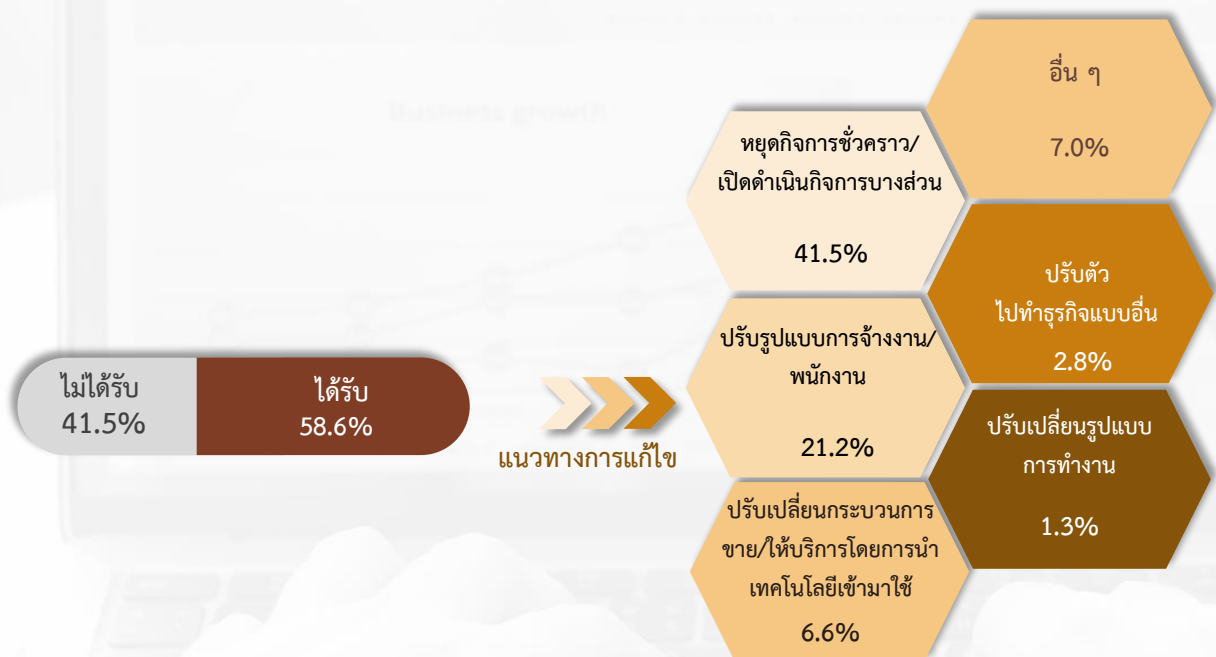 Business growth
ไม่ได้รับ
41.5%
ได้รับ
58.6%
แนวทางการแก้ไข
หยุดกิจการชั่วคราว/
เปิดดำเนินกิจการบางส่วน
41.5%
ปรับรูปแบบการจ้างงาน/
พนักงาน
21.2%
ปรับเปลี่ยนกระบวนการ
ขาย/ให้บริการโดยการนำ
เทคโนโลยีเข้ามาใช้
6.6%
อื่น ๆ
7.0%
ปรับตัว
ไปทำธุรกิจแบบอื่น
2.8%
ปรับเปลี่ยนรูปแบบ
การทำงาน
1.3%